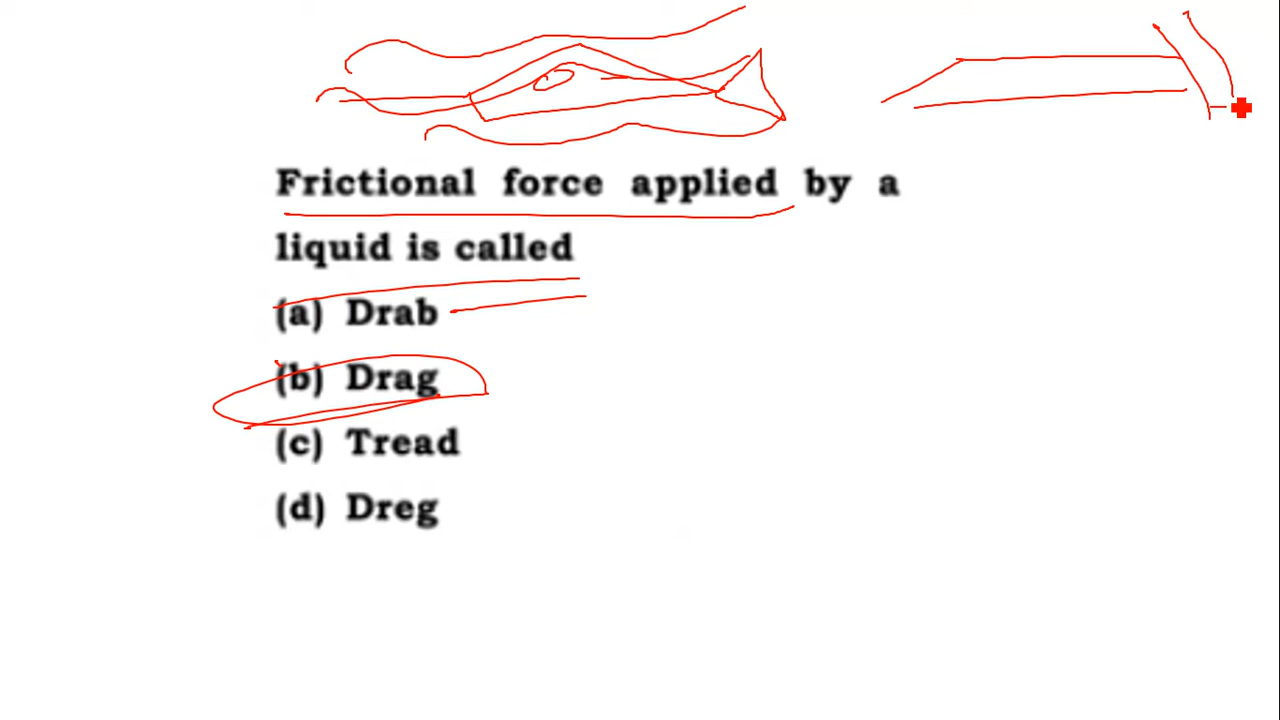 Frictional force applied by a
liquid is called
(a) Drab
(b) Drag
(c) Tread
(d) Dreg